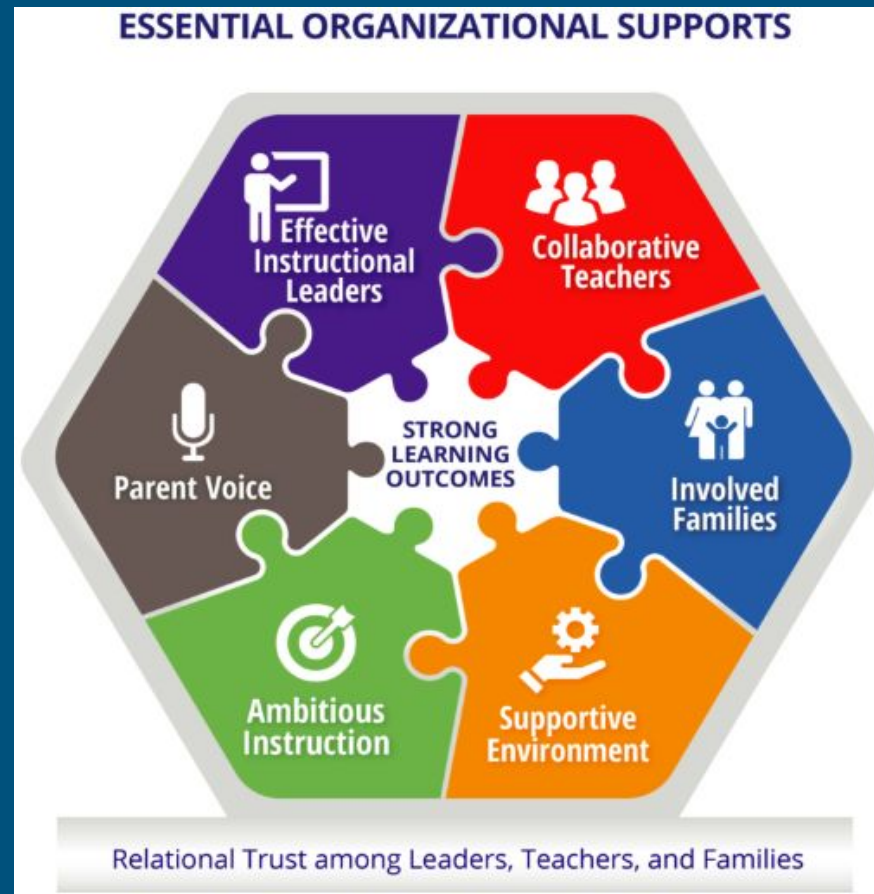 ESSENTIAL ORGANIZATIONAL SUPPORTS
Effective
Instructional
Leaders
Collaborative
Teachers
Parent Voice
STRONG
LEARNING
OUTCOMES
Involved
Families
Ambitious
Instruction
Supportive
Environment
Relational Trust among Leaders, Teachers, and Families